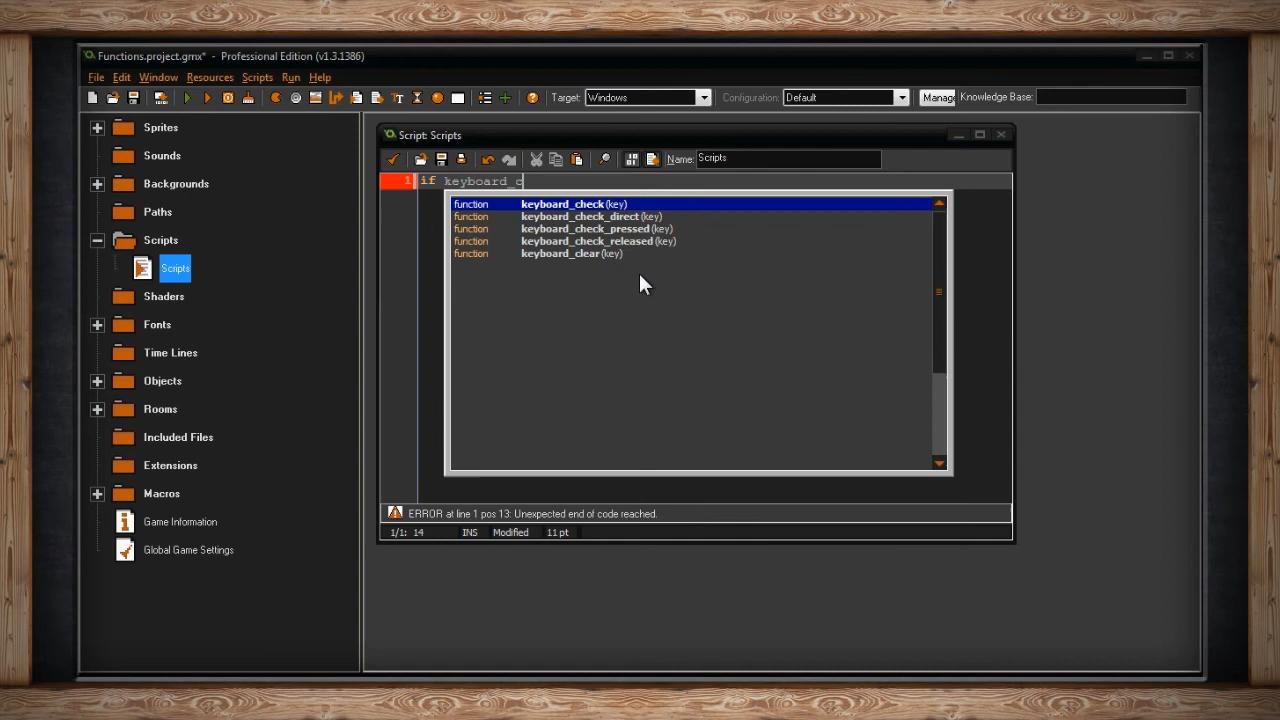 Functions.project.gmx* - Professional Edition (v1.3.1386)
File Edit Window Resources Scripts Run Help
Target: Windows Configuration: Default Manag Knowledge Base:
Sprites
Sounds
Backgrounds
Paths
Scripts
Scripts
Shaders
Fonts
Time Lines
Objects
Rooms
Included Files
Extensions
Macros
Game Information
Global Game Settings
Script: Scripts
Name: Scripts
1 if keyboard_c
function keyboard_check(key)
function keyboard_check_direct(key)
function keyboard_check_pressed(key)
function keyboard_check_released(key)
function keyboard_clear(key)
ERROR at line 1 pos 13: Unexpected end of code reached.
1/1: 14 INS Modified 11 pt